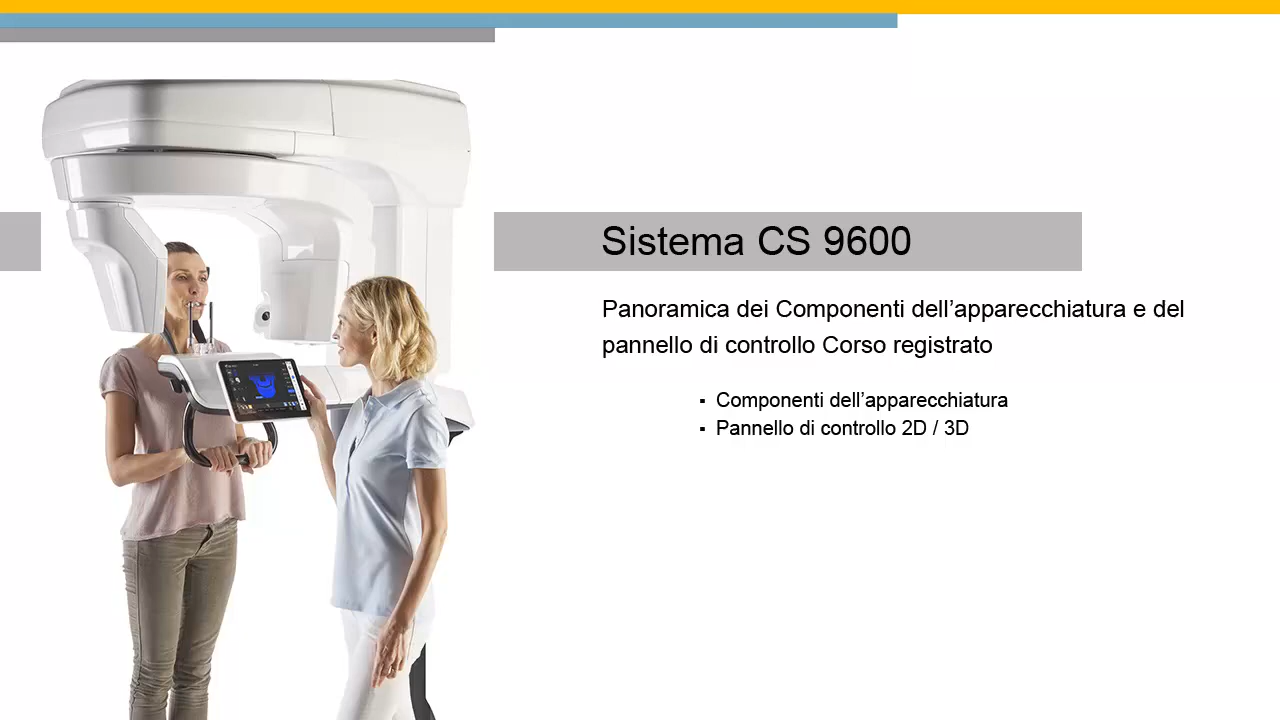 Sistema CS 9600
Panoramica dei Componenti dell’apparecchiatura e del
pannello di controllo Corso registrato
▪ Componenti dell’apparecchiatura
▪ Pannello di controllo 2D / 3D